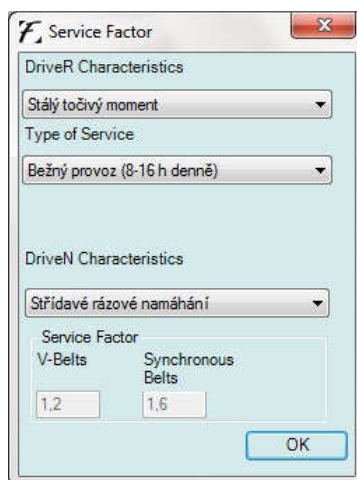 Service Factor
DriveR Characteristics
Stálý točivý moment
Type of Service
Bežný provoz (8-16 h denně)
DriveN Characteristics
Střídavé rázové namáhání
Service Factor
V-Belts
Synchronous
Belts
1,2
1,6
OK